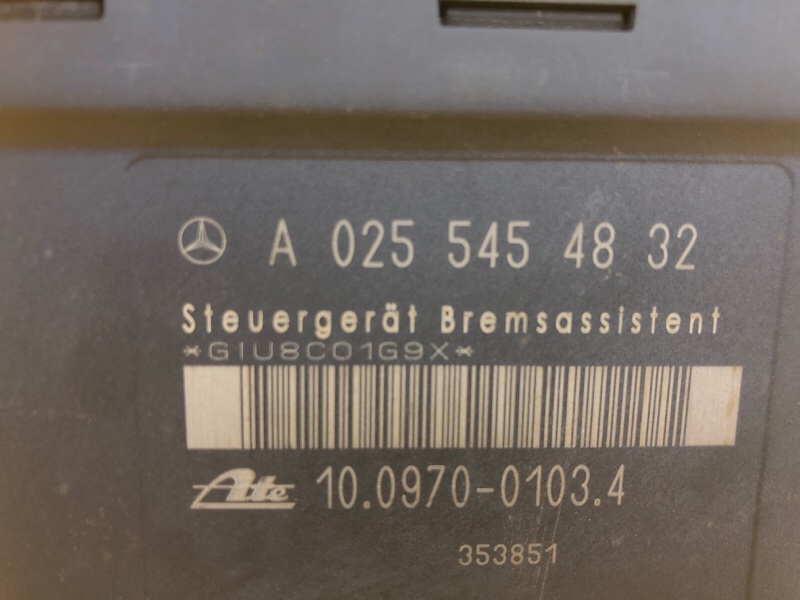 A 025 545 48 32
Steuergerät Bremsassistent
*GIU8C01G9X*
Ate 10.0970-0103.4
353851